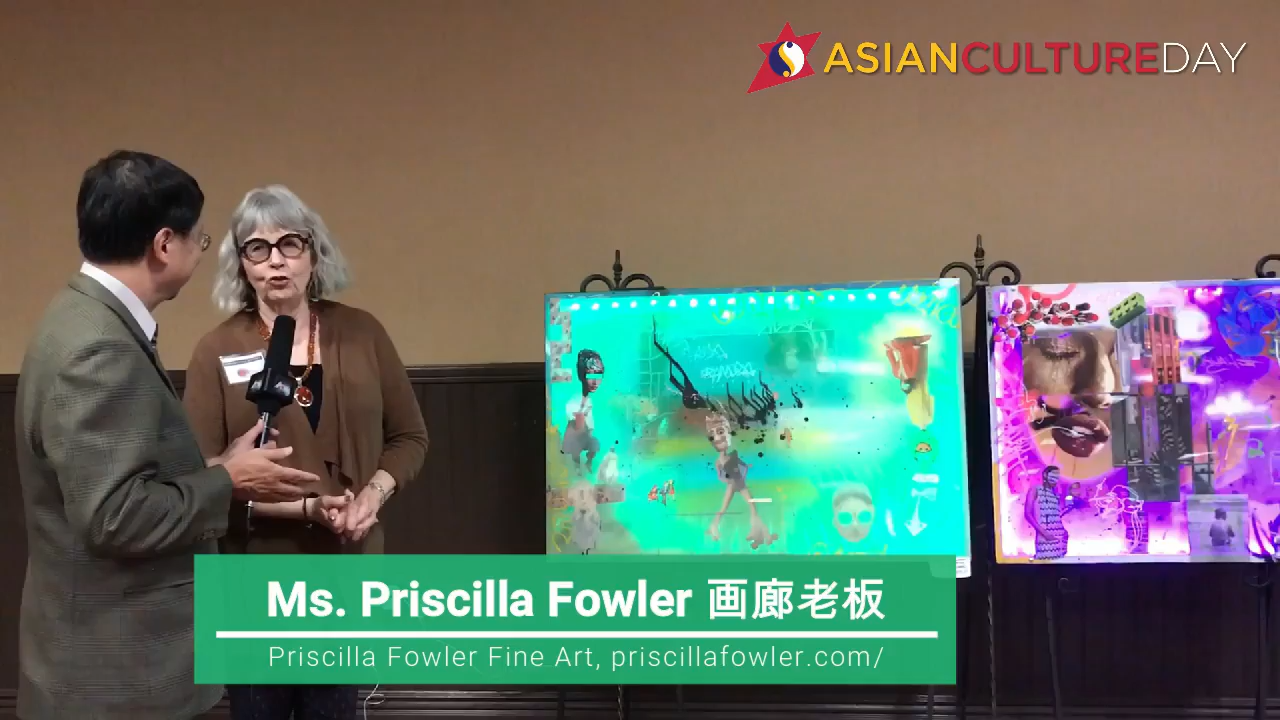 ASIANCULTUREDAY
Ms. Priscilla Fowler 画廊老板
Priscilla Fowler Fine Art, priscillafowler.com/